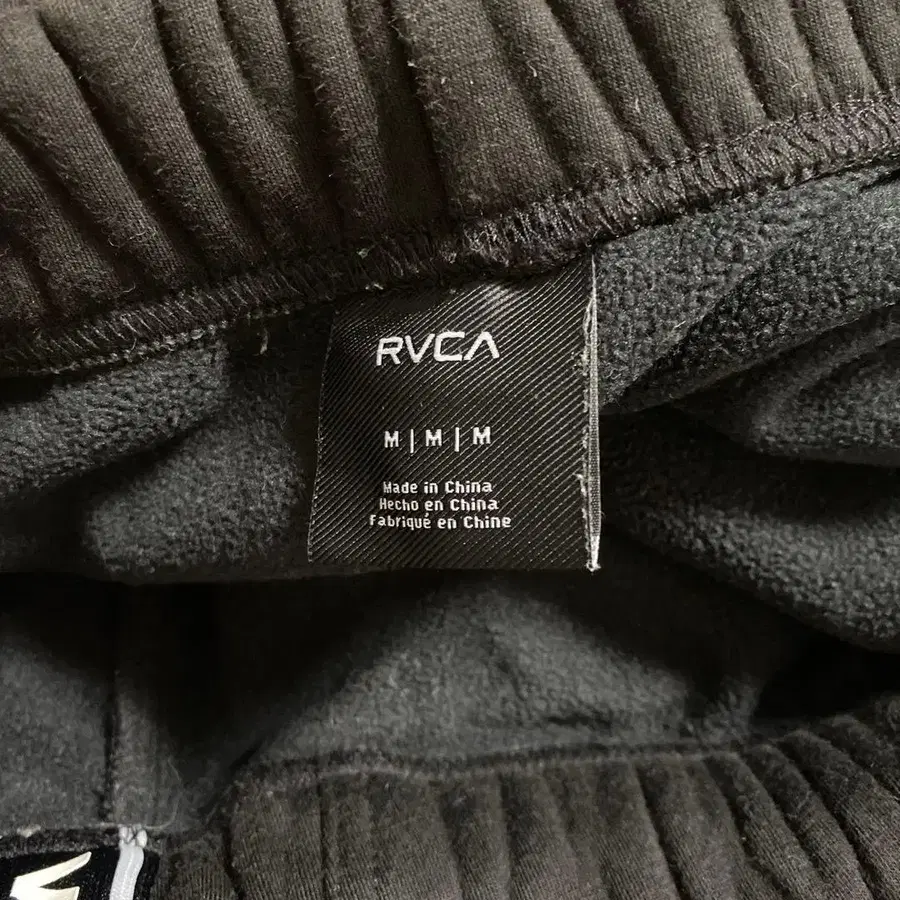 RVCA
M | M | M
Made in China
Hecho en China
Fabriqué en Chine